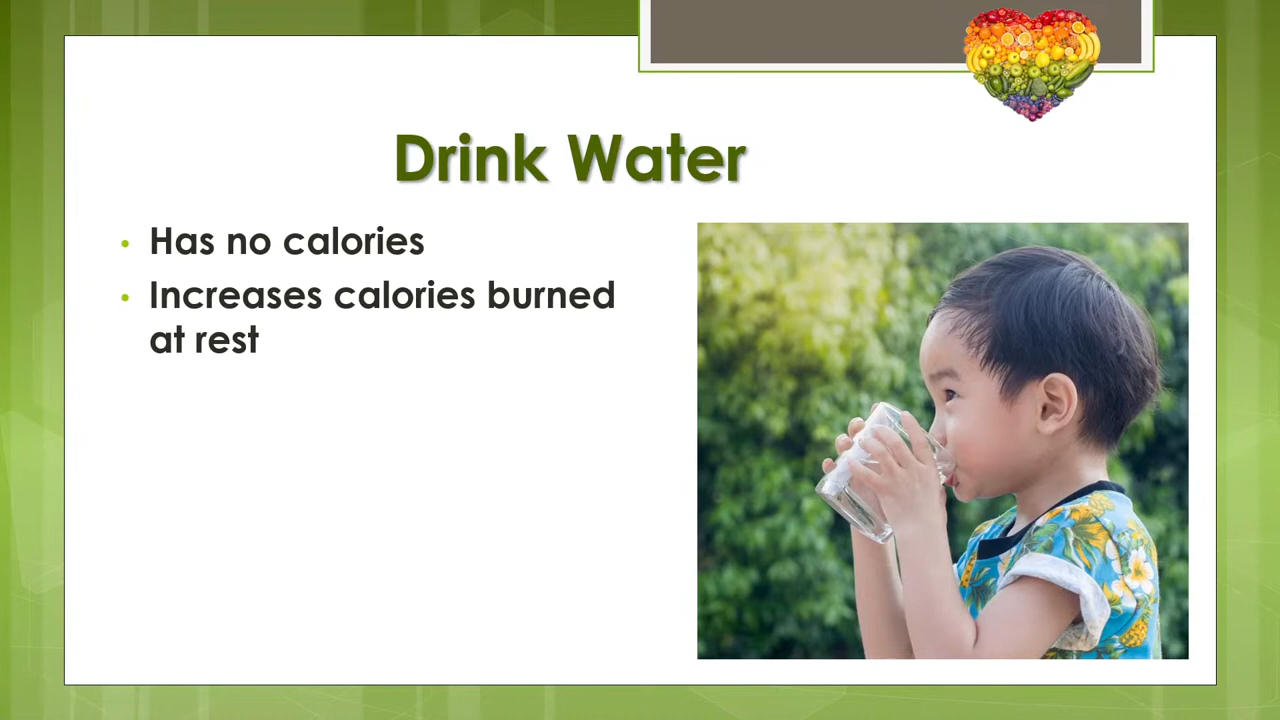 Drink Water
• Has no calories
• Increases calories burned
at rest